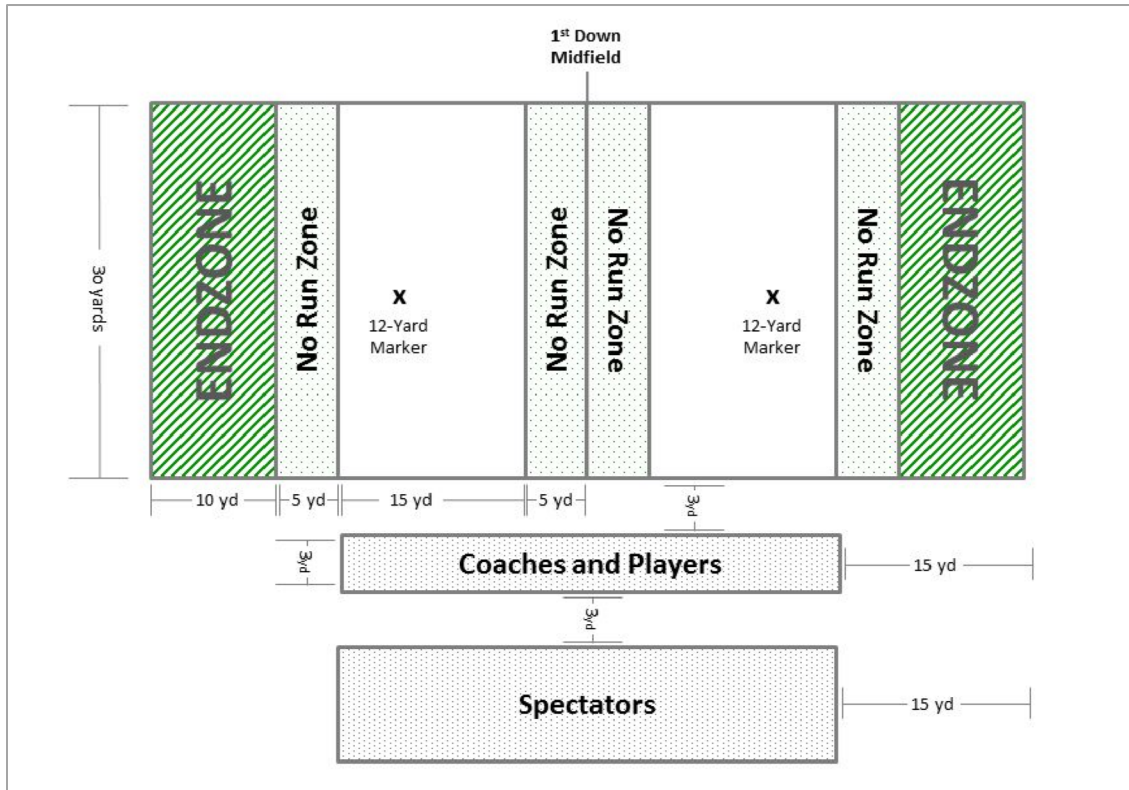 1st Down
Midfield
30 yards
ENDZONE
No Run Zone
X
12-Yard
Marker
No Run Zone
No Run Zone
X
12-Yard
Marker
No Run Zone
ENDZONE
10 yd
5 yd
15 yd
5 yd
3yd
3yd
Coaches and Players
15 yd
3yd
Spectators
15 yd